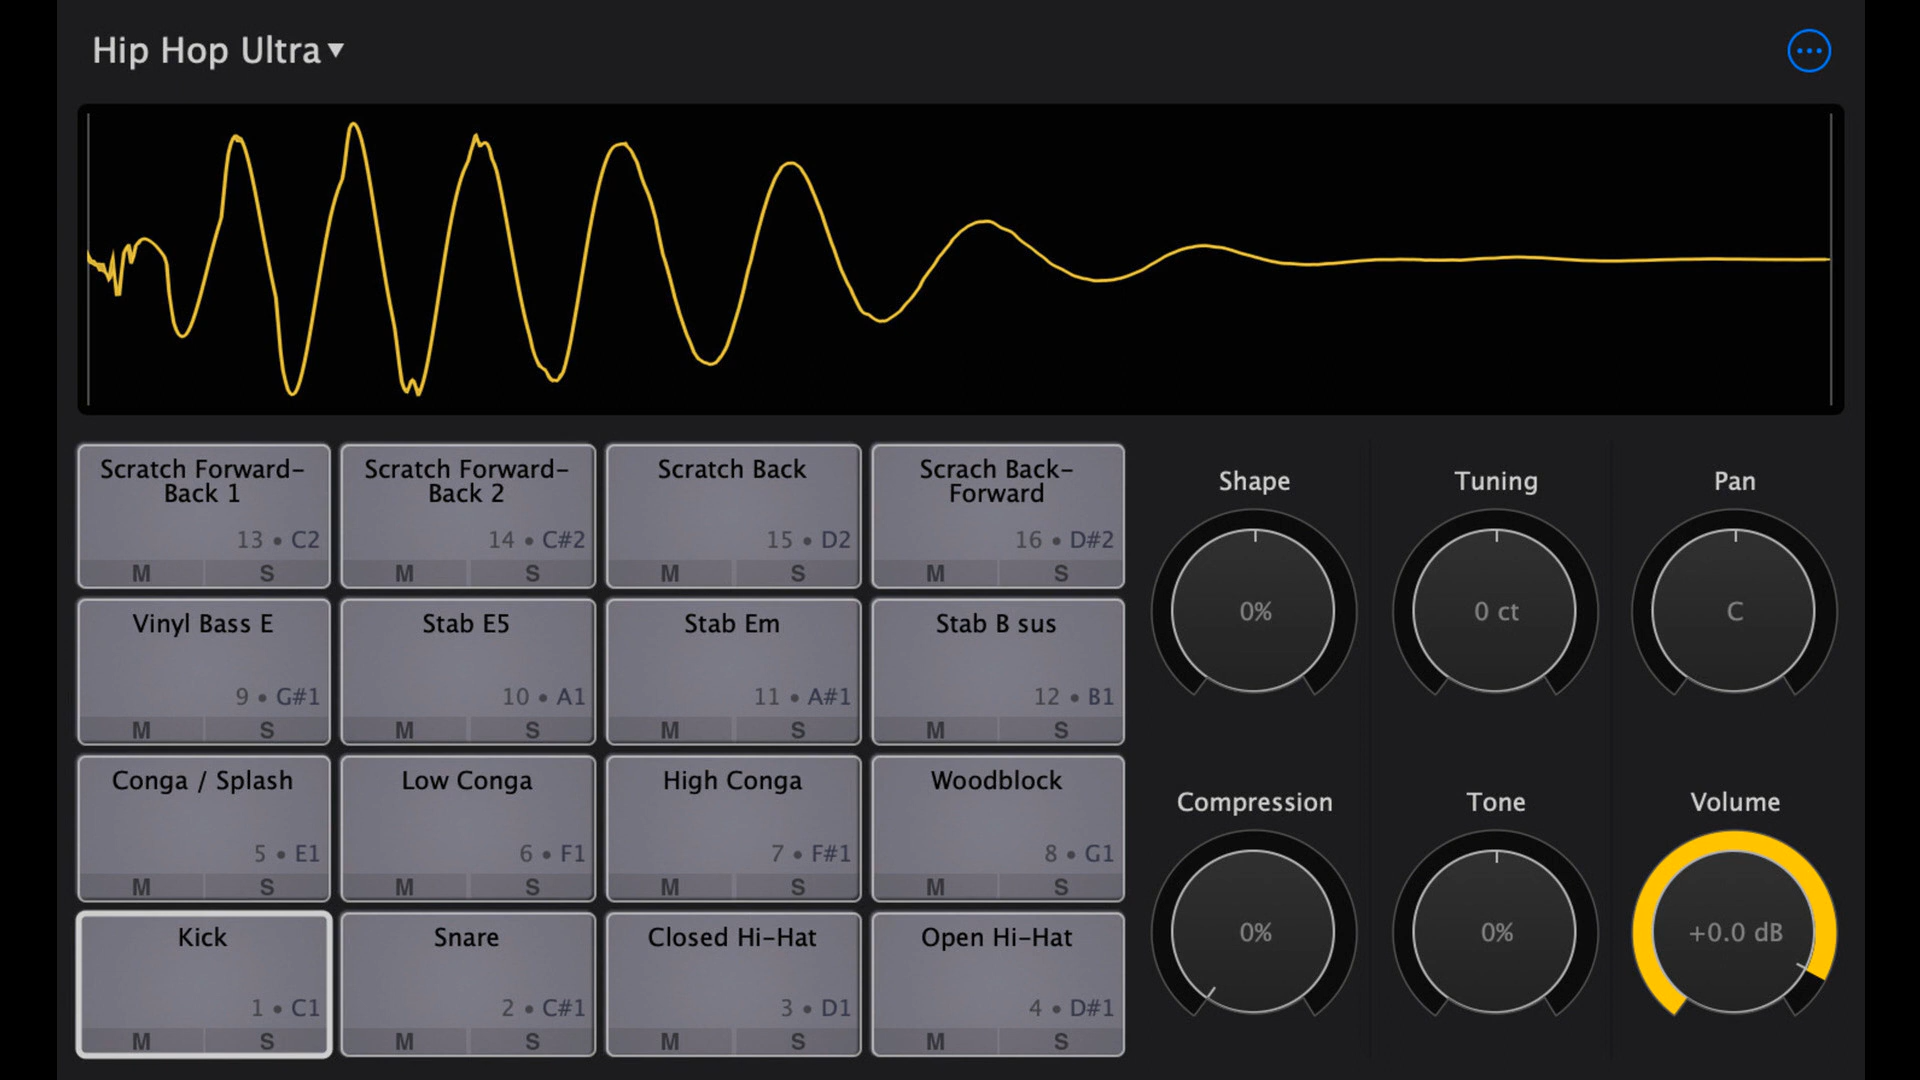 Hip Hop Ultra
Scratch Forward-
Back 1
13 • C2
M S
Scratch Forward-
Back 2
14 • C#2
M S
Scratch Back
15 • D2
M S
Scrach Back-
Forward
16 • D#2
M S
Vinyl Bass E
9 • G#1
M S
Stab E5
10 • A1
M S
Stab Em
11 • A#1
M S
Stab B sus
12 • B1
M S
Conga / Splash
5 • E1
M S
Low Conga
6 • F1
M S
High Conga
7 • F#1
M S
Woodblock
8 • G1
M S
Kick
1 • C1
M S
Snare
2 • C#1
M S
Closed Hi-Hat
3 • D1
M S
Open Hi-Hat
4 • D#1
M S
Shape
0%
Tuning
0 ct
Pan
C
Compression
0%
Tone
0%
Volume
+0.0 dB